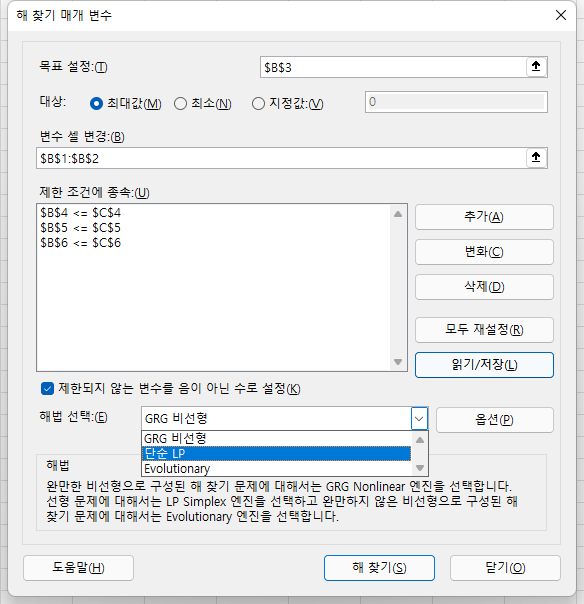 해 찾기 매개 변수
목표 설정:(T)
$B$3
대상:
최대값(M)
최소(N)
지정값:(V)
0
변수 셀 변경:(B)
$B$1:$B$2
제한 조건에 종속:(U)
$B$4 <= $C$4
$B$5 <= $C$5
$B$6 <= $C$6
추가(A)
변화(C)
삭제(D)
모두 재설정(R)
읽기/저장(L)
제한되지 않는 변수를 음이 아닌 수로 설정(K)
해법 선택:(E)
GRG 비선형
옵션(P)
GRG 비선형
단순 LP
Evolutionary
해법
완만한 비선형으로 구성된 해 찾기 문제에 대해서는 GRG Nonlinear 엔진을 선택합니다.
선형 문제에 대해서는 LP Simplex 엔진을 선택하고 완만하지 않은 비선형으로 구성된 해
찾기 문제에 대해서는 Evolutionary 엔진을 선택합니다.
도움말(H)
해 찾기(S)
닫기(O)